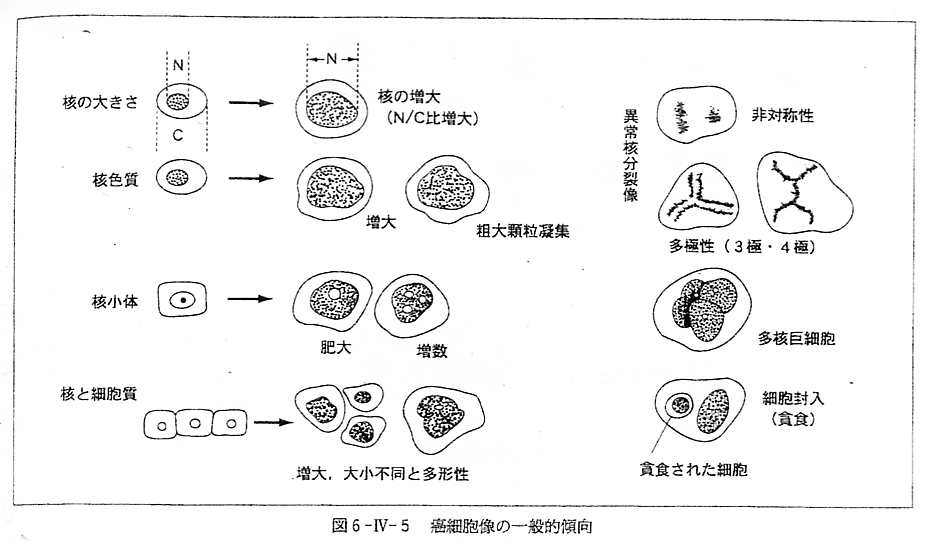 N
N
核の大きさ
核の増大
(N/C比増大)
C
核色質
増大
粗大顆粒凝集
核小体
肥大
増数
核と細胞質
増大,大小不同と多形性
異常核分裂像
非対称性
多極性(3極・4極)
多核巨細胞
細胞封入
(貪食)
貪食された細胞
図6-Ⅳ-5 癌細胞像の一般的傾向